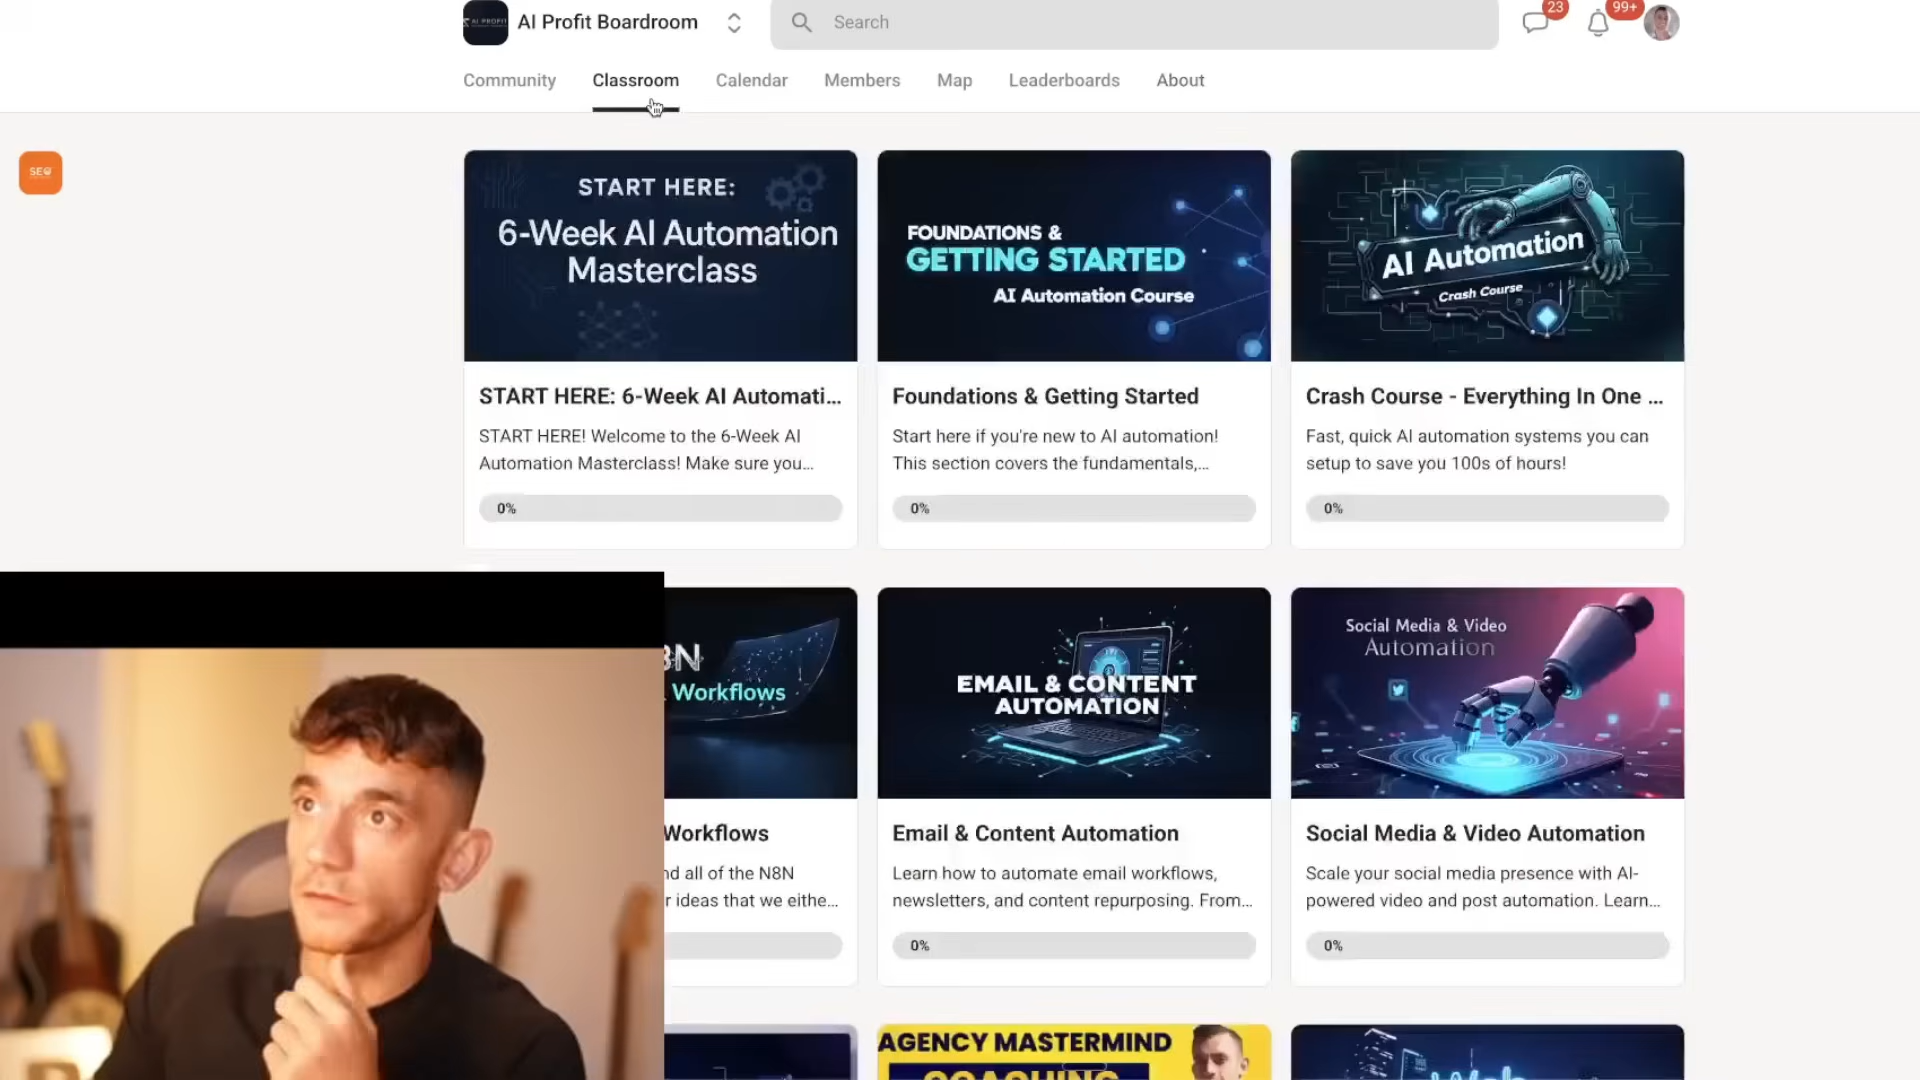 AI PROFIT
AI Profit Boardroom
Search
23
99+
Community
Classroom
Calendar
Members
Map
Leaderboards
About
SEO
START HERE:
6-Week AI Automation
Masterclass
FOUNDATIONS &
GETTING STARTED
AI Automation Course
AI Automation
Crash Course
START HERE: 6-Week AI Automati...
START HERE! Welcome to the 6-Week AI
Automation Masterclass! Make sure you...
0%
Foundations & Getting Started
Start here if you're new to AI automation!
This section covers the fundamentals,...
0%
Crash Course - Everything In One ...
Fast, quick AI automation systems you can
setup to save you 100s of hours!
0%
8N
Workflows
EMAIL & CONTENT
AUTOMATION
Social Media & Video
Automation
Workflows
nd all of the N8N
r ideas that we eithe...
Email & Content Automation
Learn how to automate email workflows,
newsletters, and content repurposing. From...
0%
Social Media & Video Automation
Scale your social media presence with AI-
powered video and post automation. Learn...
0%
AGENCY MASTERMIND
COACHING